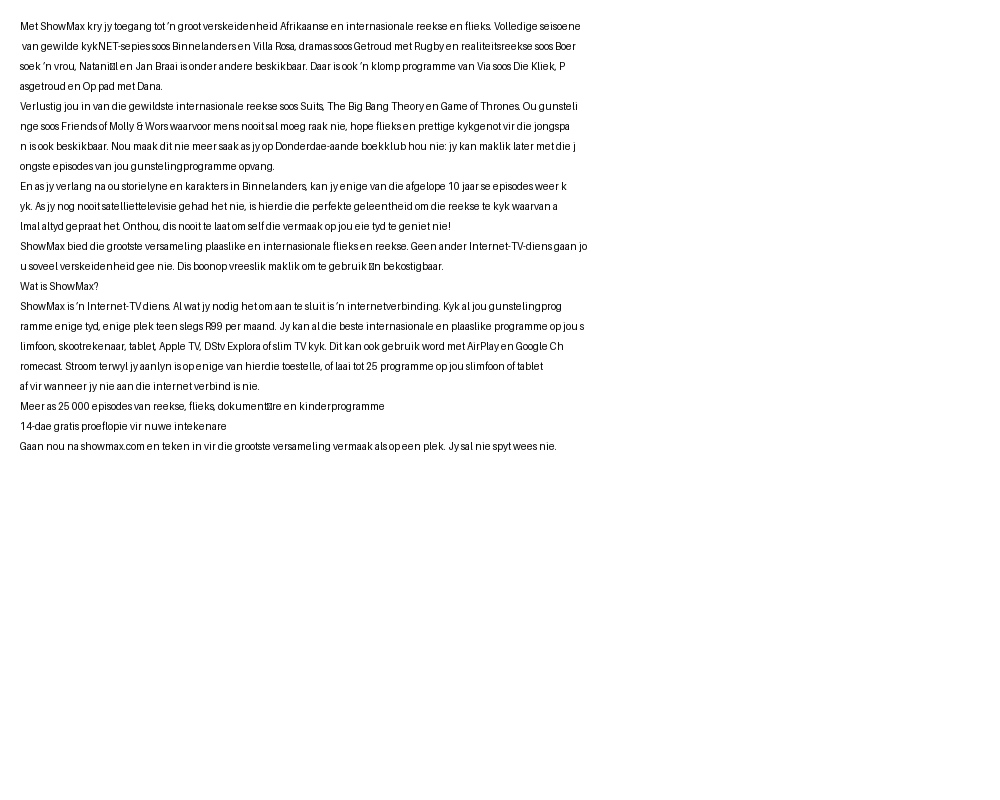 Met ShowMax kry jy toegang tot 'n groot verskeidenheid Afrikaanse en internasionale reekse en flieks. Volledige seisoene
van gewilde kykNET-sepies soos Binnelanders en Villa Rosa, dramas soos Getroud met Rugby en realiteitsreekse soos Boer
soek 'n vrou, Natani□l en Jan Braai is onder andere beskikbaar. Daar is ook 'n klomp programme van Via soos Die Kliek, P
asgetroud en Op pad met Dana.
Verlustig jou in van die gewildste internasionale reekse soos Suits, The Big Bang Theory en Game of Thrones. Ou gunsteli
nge soos Friends of Molly & Wors waarvoor mens nooit sal moeg raak nie, hope flieks en prettige kykgenot vir die jongspa
n is ook beskikbaar. Nou maak dit nie meer saak as jy op Donderdae-aande boekklub hou nie: jy kan maklik later met die j
ongste episodes van jou gunstelingprogramme opvang.
En as jy verlang na ou storielyne en karakters in Binnelanders, kan jy enige van die afgelope 10 jaar se episodes weer k
yk. As jy nog nooit satelliettelevisie gehad het nie, is hierdie die perfekte geleentheid om die reekse te kyk waarvan a
lmal altyd gepraat het. Onthou, dis nooit te laat om self die vermaak op jou eie tyd te geniet nie!
ShowMax bied die grootste versameling plaaslike en internasionale flieks en reekse. Geen ander Internet-TV-diens gaan jo
u soveel verskeidenheid gee nie. Dis boonop vreeslik maklik om te gebruik □n bekostigbaar.
Wat is ShowMax?
ShowMax is 'n Internet-TV diens. Al wat jy nodig het om aan te sluit is 'n internetverbinding. Kyk al jou gunstelingprog
ramme enige tyd, enige plek teen slegs R99 per maand. Jy kan al die beste internasionale en plaaslike programme op jou s
limfoon, skootrekenaar, tablet, Apple TV, DStv Explora of slim TV kyk. Dit kan ook gebruik word met AirPlay en Google Ch
romecast. Stroom terwyl jy aanlyn is op enige van hierdie toestelle, of laai tot 25 programme op jou slimfoon of tablet
af vir wanneer jy nie aan die internet verbind is nie.
Meer as 25 000 episodes van reekse, flieks, dokument□re en kinderprogramme
14-dae gratis proeflopie vir nuwe intekenare
Gaan nou na showmax.com en teken in vir die grootste versameling vermaak als op een plek. Jy sal nie spyt wees nie.